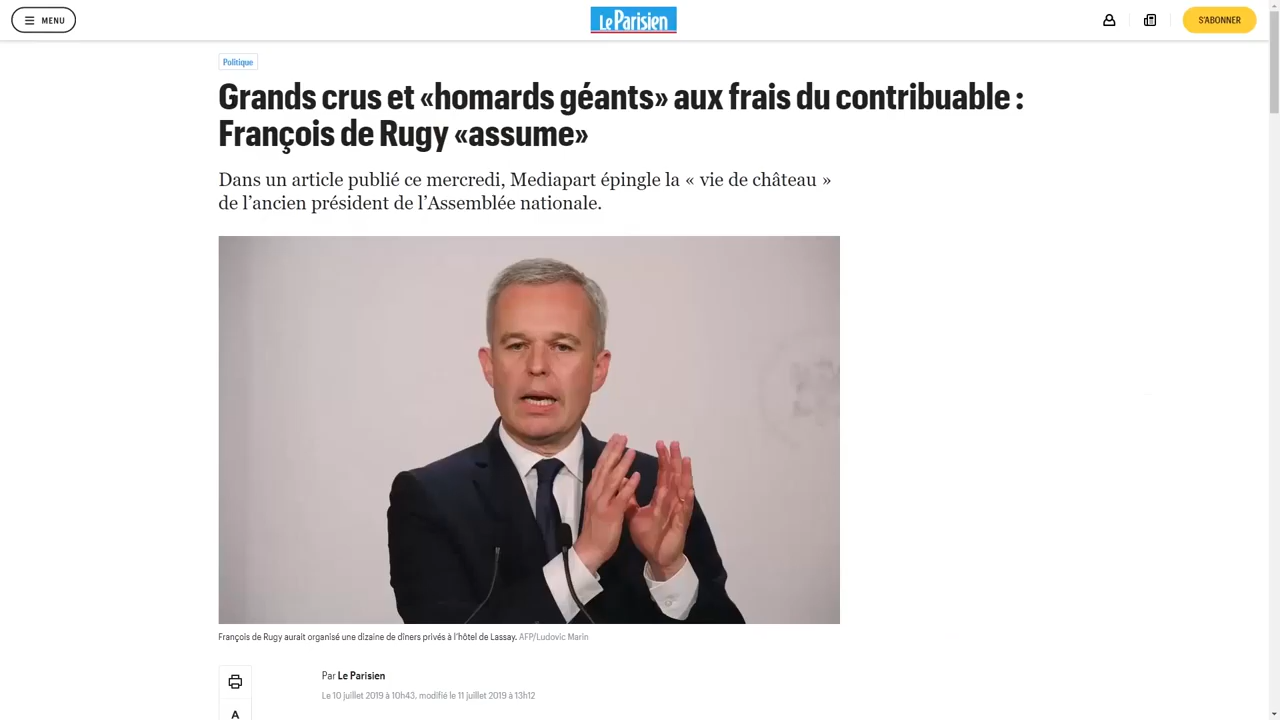 MENU
Le Parisien
S'ABONNER
Politique
Grands crus et «homards géants» aux frais du contribuable :
François de Rugy «assume»
Dans un article publié ce mercredi, Mediapart épingle la « vie de château »
de l'ancien président de l'Assemblée nationale.
François de Rugy aurait organisé une dizaine de dîners privés à l'hôtel de Lassay. AFP/Ludovic Marin
Par Le Parisien
Le 10 juillet 2019 à 10h43, modifié le 11 juillet 2019 à 13h12
A